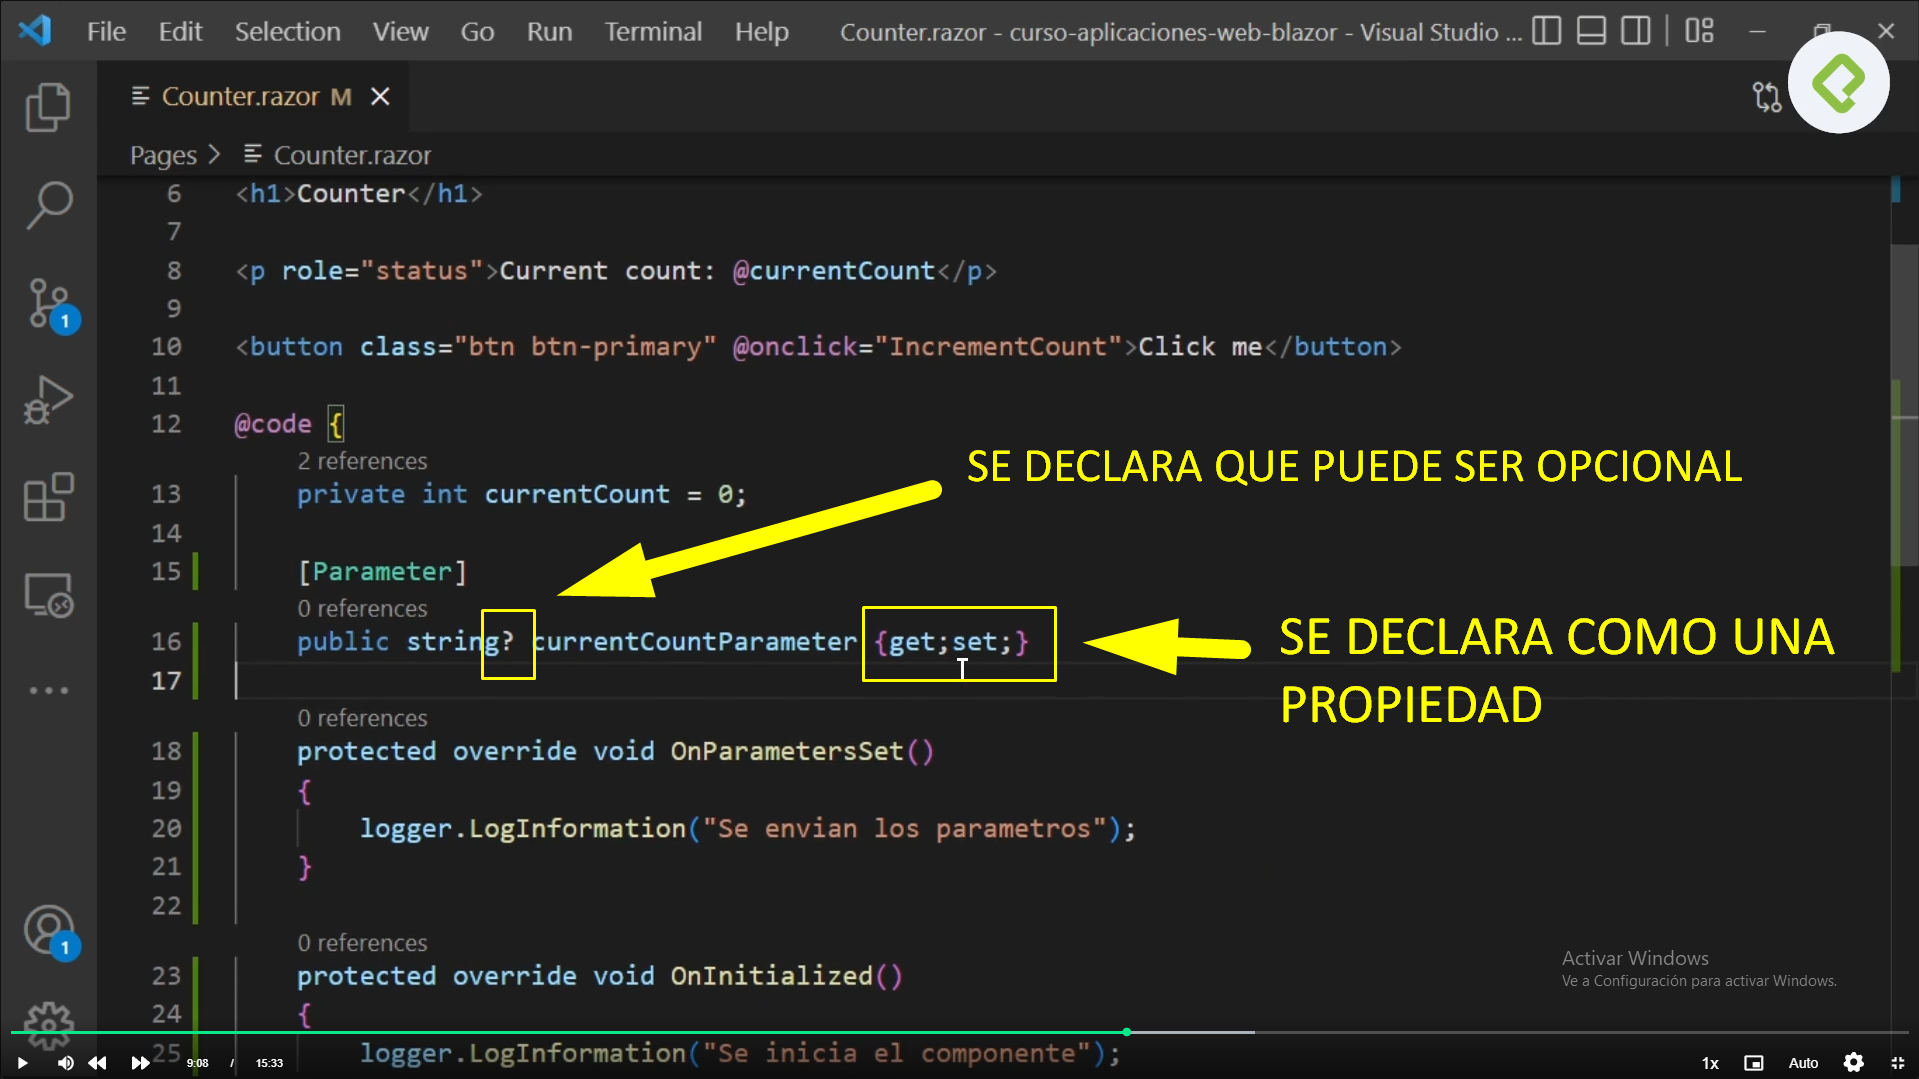 File Edit Selection View Go Run Terminal Help Counter.razor - curso-aplicaciones-web-blazor - Visual Studio ...
Counter.razor M
Pages > Counter.razor
6 <h1>Counter</h1>
7
8 <p role="status">Current count: @currentCount</p>
9
10 <button class="btn btn-primary" @onclick="IncrementCount">Click me</button>
11
12 @code {
2 references
SE DECLARA QUE PUEDE SER OPCIONAL
13 private int currentCount = 0;
14
15 [Parameter]
0 references
16 public string? currentCountParameter {get;set;}
SE DECLARA COMO UNA
PROPIEDAD
17
0 references
18 protected override void OnParametersSet()
19 {
20 logger.LogInformation("Se envian los parametros");
21 }
22
0 references
23 protected override void OnInitialized()
24 {
25 logger.LogInformation("Se inicia el componente");
1
1
Activar Windows
Ve a Configuración para activar Windows.
9:08 / 15:33 1x Auto